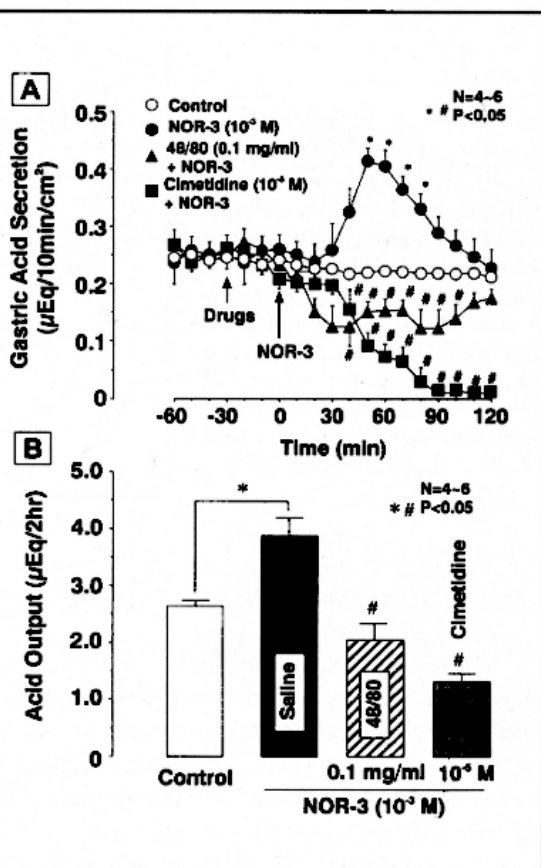 A
Gastric Acid Secretion
(µEq/10min/cm²)
0.5
0.4
0.3
0.2
0.1
0
Control
NOR-3 (10⁻³ M)
48/80 (0.1 mg/ml)
+ NOR-3
Cimetidine (10⁻⁵ M)
+ NOR-3
N=4~6
* # P<0.05
* * * *
Drugs
NOR-3
# # # # # # #
# # # # # # # # #
-60 -30 0 30 60 90 120
Time (min)
B
Acid Output (µEq/2hr)
5.0
4.0
3.0
2.0
1.0
0
*
N=4~6
* # P<0.05
Saline
#
48/80
Cimetidine
#
Control
0.1 mg/ml 10⁻⁵ M
NOR-3 (10⁻³ M)